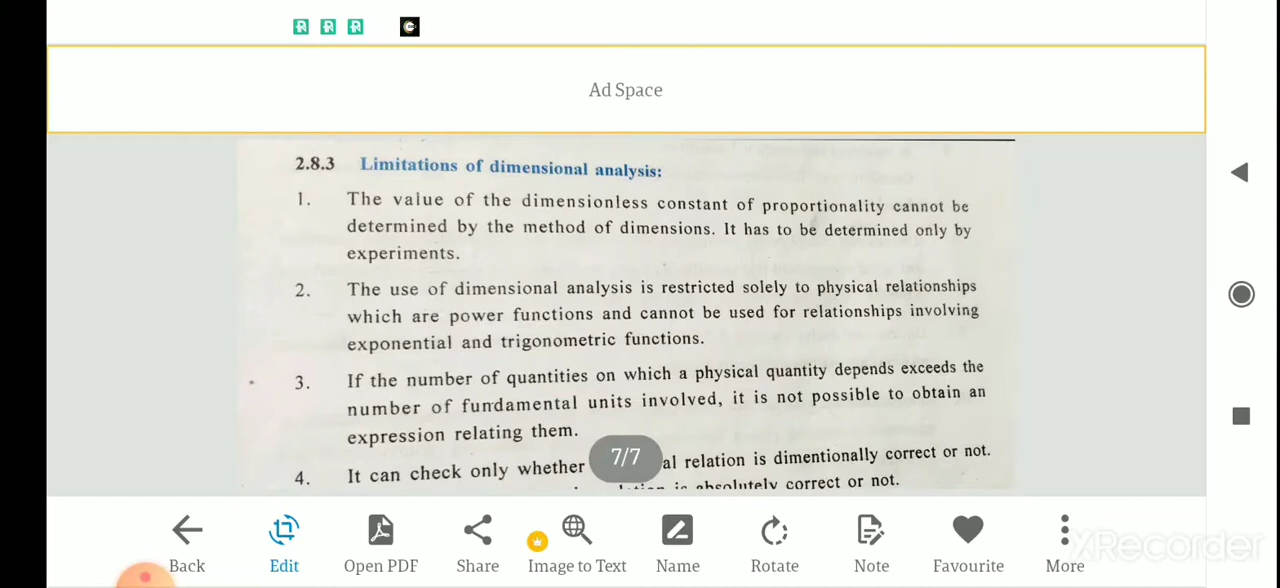 Ad Space
2.8.3 Limitations of dimensional analysis:
1. The value of the dimensionless constant of proportionality cannot be
determined by the method of dimensions. It has to be determined only by
experiments.
2. The use of dimensional analysis is restricted solely to physical relationships
which are power functions and cannot be used for relationships involving
exponential and trigonometric functions.
3. If the number of quantities on which a physical quantity depends exceeds the
number of fundamental units involved, it is not possible to obtain an
expression relating them.
4. It can check only whether al relation is dimentionally correct or not.
7/7
is absolutely correct or not.
Back Edit Open PDF Share Image to Text Name Rotate Note Favourite More
XRecorder